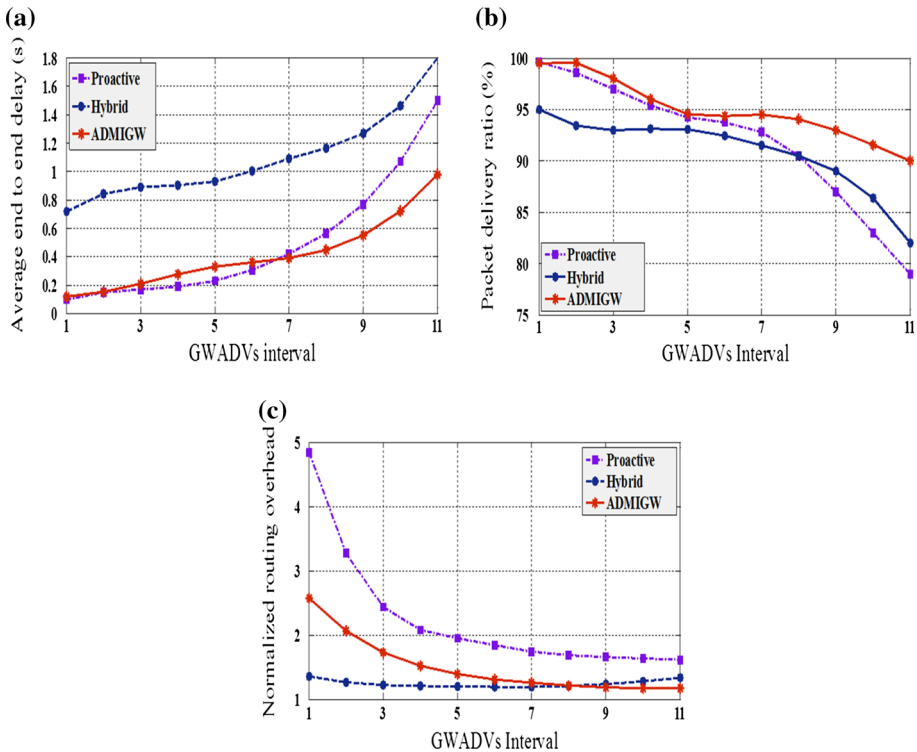 (a)
Average end to end delay (s)
1.8
1.6
1.4
1.2
1
0.8
0.6
0.4
0.2
0
Proactive
Hybrid
ADMIGW
1 3 5 7 9 11
GWADVs interval
(b)
Packet delivery ratio (%)
100
95
90
85
80
75
Proactive
Hybrid
ADMIGW
1 3 5 7 9 11
GWADVs Interval
(c)
Normalized routing overhead
5
4
3
2
1
Proactive
Hybrid
ADMIGW
1 3 5 7 9 11
GWADVs Interval